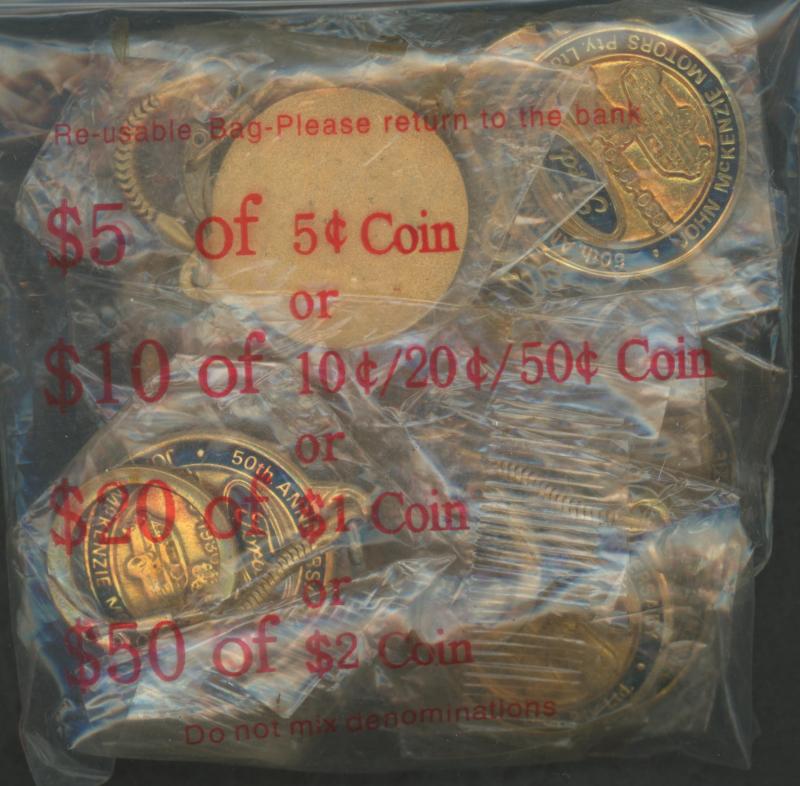 Re-usable Bag-Please return to the bank
$5 of 5¢ Coin
or
$10 of 10¢/20¢/50¢ Coin
or
$20 of $1 Coin
or
$50 of $2 Coin
Do not mix denominations
JOHN McKENZIE MOTORS Pty. Ltd
50th
McKENZIE
Ltd.